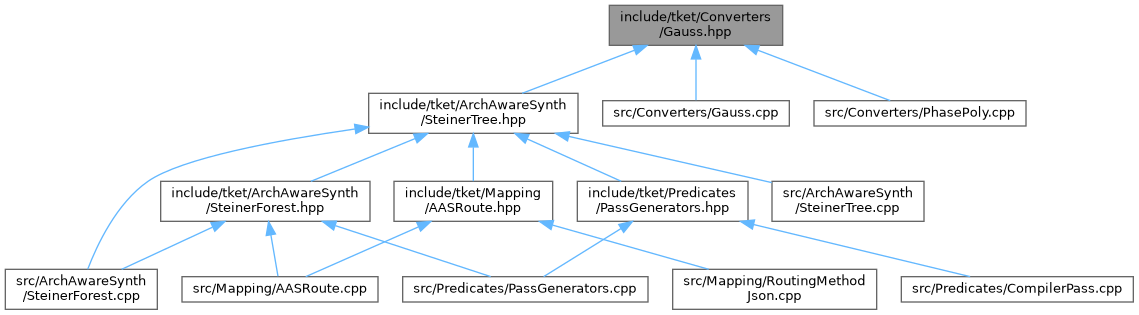 include/tket/Converters
/Gauss.hpp
include/tket/ArchAwareSynth
/SteinerTree.hpp
src/Converters/Gauss.cpp
src/Converters/PhasePoly.cpp
include/tket/ArchAwareSynth
/SteinerForest.hpp
include/tket/Mapping
/AASRoute.hpp
include/tket/Predicates
/PassGenerators.hpp
src/ArchAwareSynth
/SteinerTree.cpp
src/ArchAwareSynth
/SteinerForest.cpp
src/Mapping/AASRoute.cpp
src/Predicates/PassGenerators.cpp
src/Mapping/RoutingMethod
Json.cpp
src/Predicates/CompilerPass.cpp